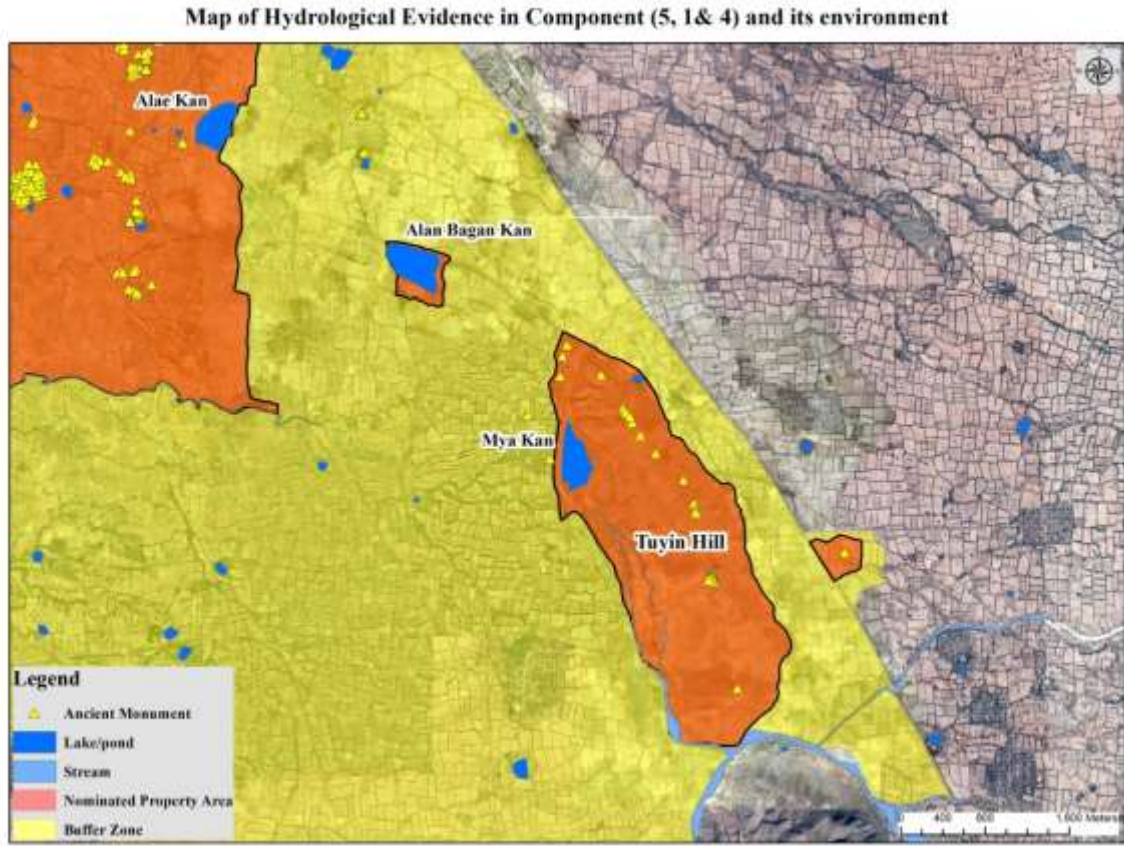 Map of Hydrological Evidence in Component (5, 1& 4) and its environment
Alae Kan
Alan Bagan Kan
Mya Kan
Tuyin Hill
Legend
Ancient Monument
Lake/pond
Stream
Nominated Property Area
Buffer Zone
0 400 800 1,600 Meters